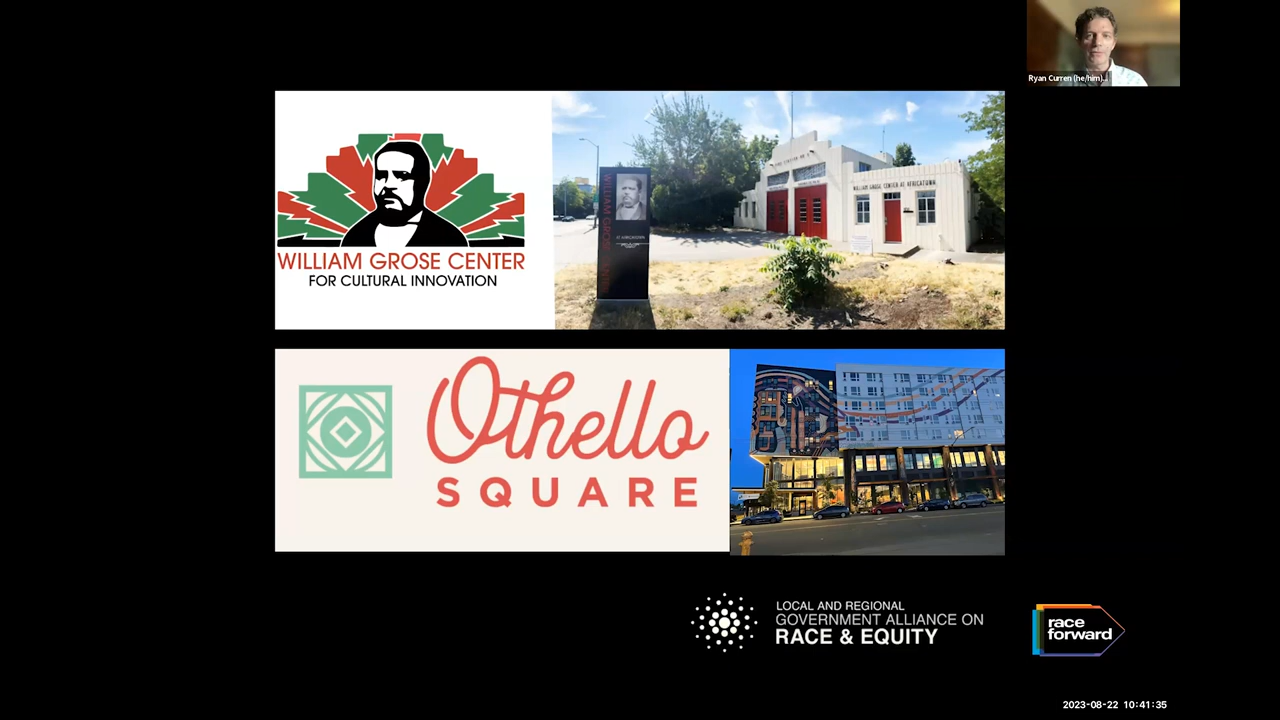 Ryan Curren (he/him)...
WILLIAM GROSE CENTER
FOR CULTURAL INNOVATION
WILLIAM GROSE CENTER AT AFRICATOWN
Othello
SQUARE
LOCAL AND REGIONAL
GOVERNMENT ALLIANCE ON
RACE & EQUITY
race
forward
2023-08-22 10:41:35